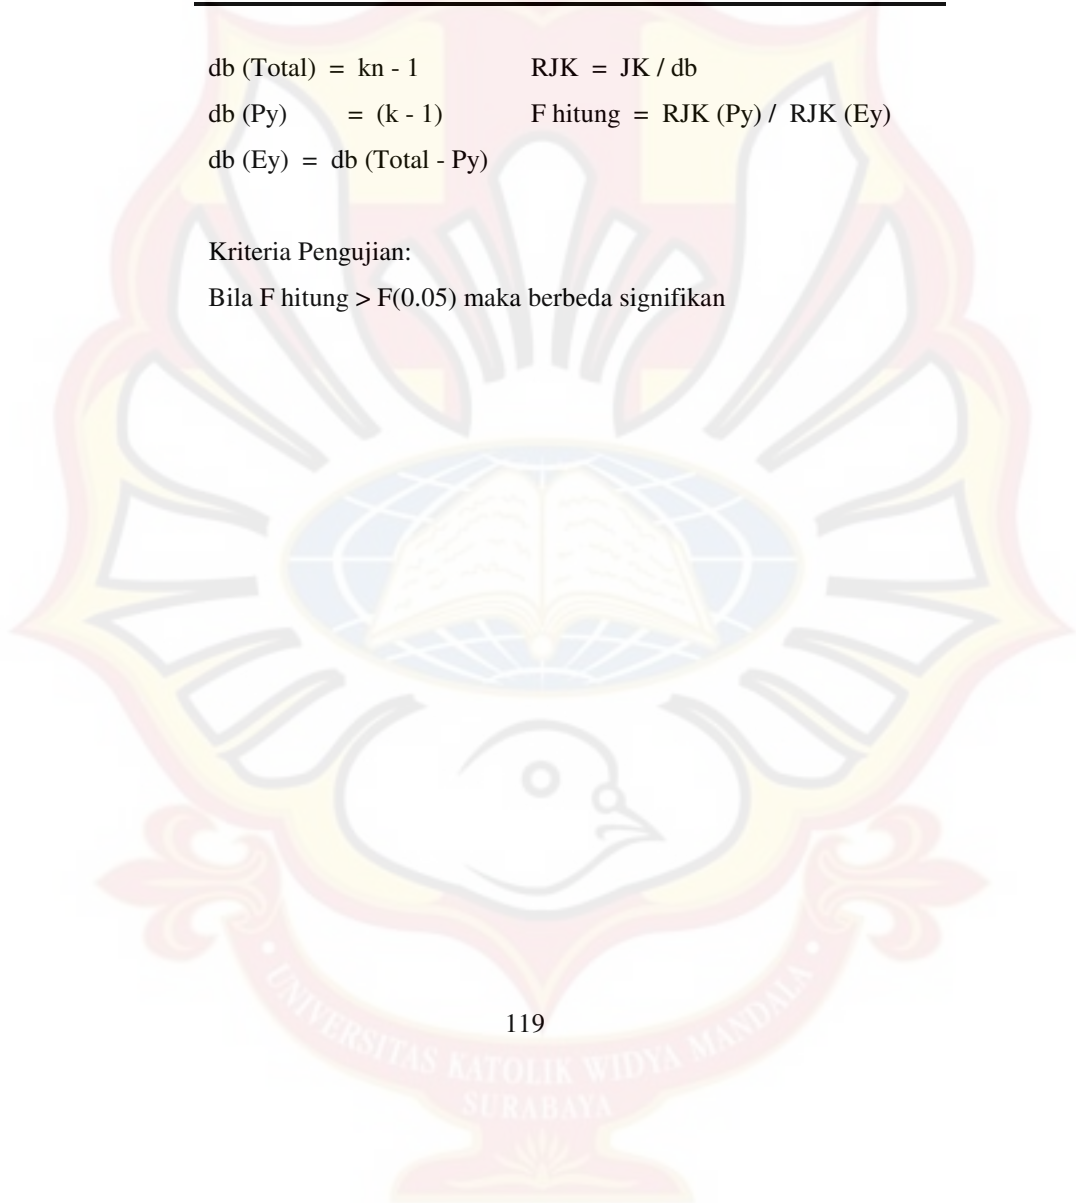 db (Total) = kn - 1 RJK = JK / db
db (Py) = (k - 1) F hitung = RJK (Py) / RJK (Ey)
db (Ey) = db (Total - Py)
Kriteria Pengujian:
Bila F hitung > F(0.05) maka berbeda signifikan
119
• UNIVERSITAS KATOLIK WIDYA MANDALA •
SURABAYA